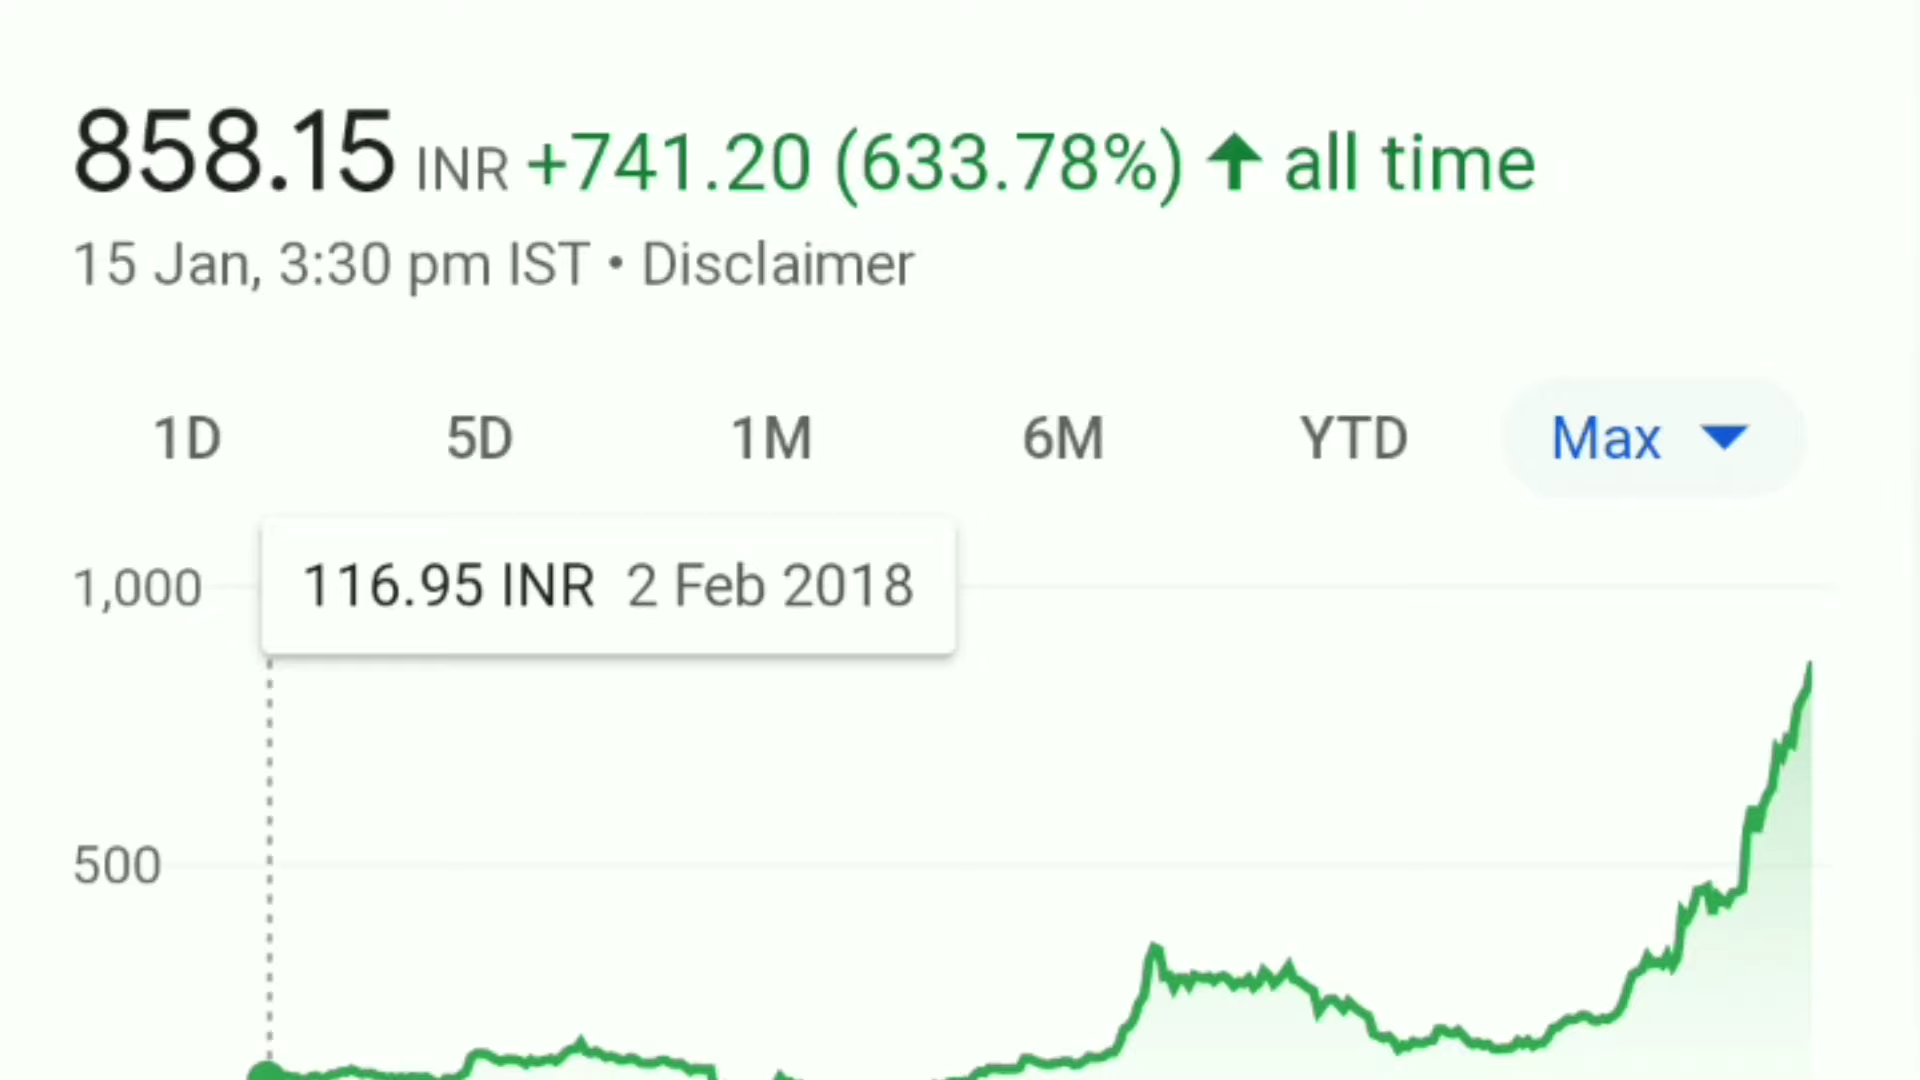 858.15 INR +741.20 (633.78%) ↑ all time
15 Jan, 3:30 pm IST • Disclaimer
1D 5D 1M 6M YTD Max
116.95 INR 2 Feb 2018
1,000
500